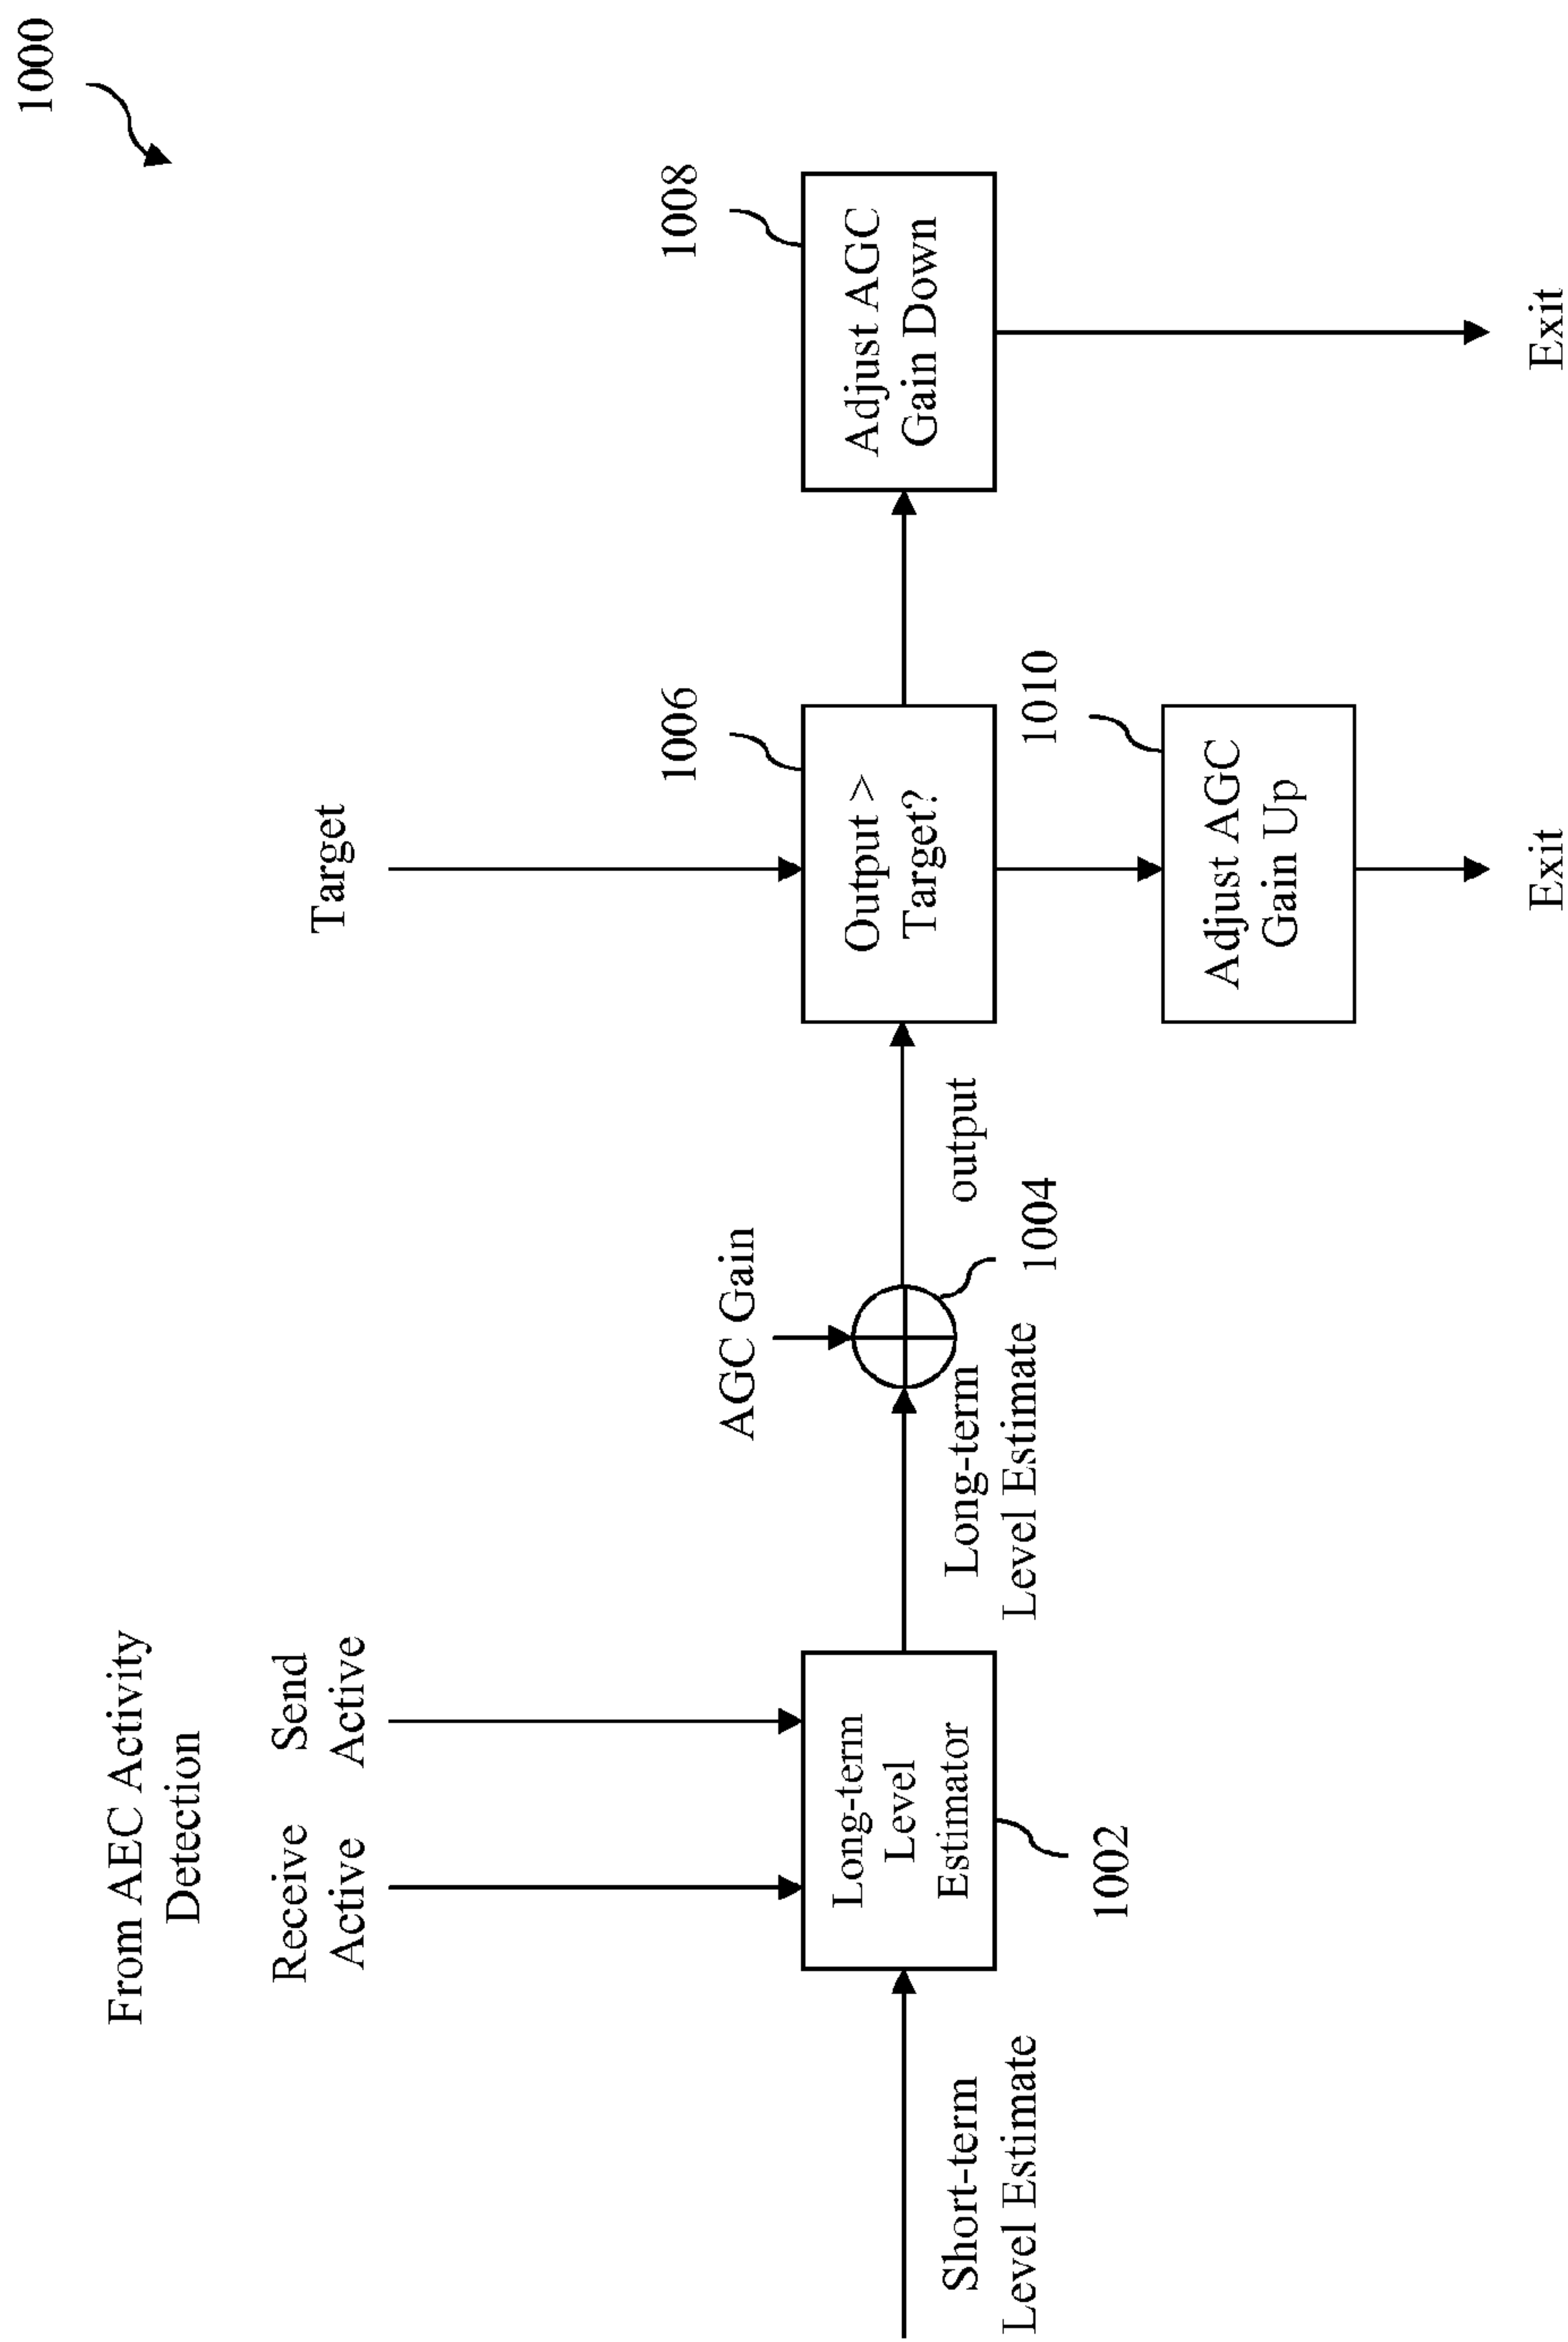 1000
From AEC Activity
Detection
Receive
Active
Send
Active
Target
Short-term
Level Estimate
Long-term
Level
Estimator
1002
Long-term
Level Estimate
AGC Gain
1004
output
1006
Output >
Target?
1008
Adjust AGC
Gain Down
1010
Adjust AGC
Gain Up
Exit
Exit